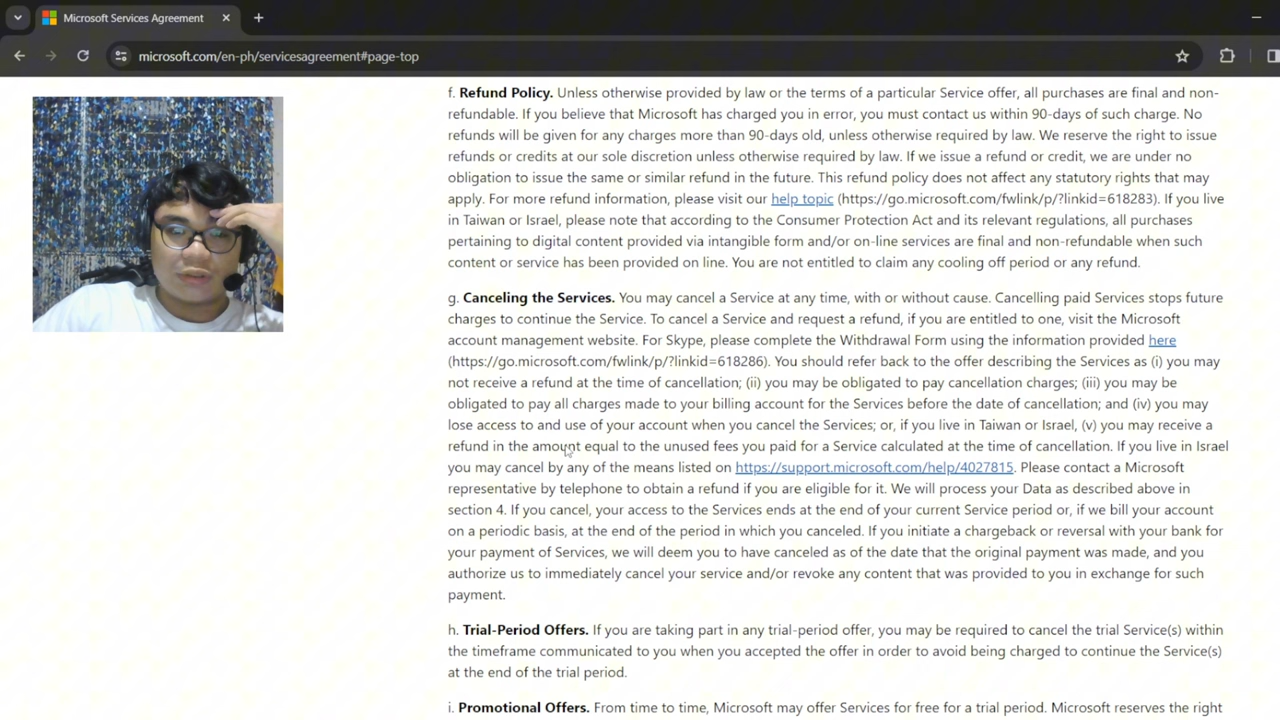 Microsoft Services Agreement
microsoft.com/en-ph/servicesagreement#page-top
f. Refund Policy. Unless otherwise provided by law or the terms of a particular Service offer, all purchases are final and non-
refundable. If you believe that Microsoft has charged you in error, you must contact us within 90-days of such charge. No
refunds will be given for any charges more than 90-days old, unless otherwise required by law. We reserve the right to issue
refunds or credits at our sole discretion unless otherwise required by law. If we issue a refund or credit, we are under no
obligation to issue the same or similar refund in the future. This refund policy does not affect any statutory rights that may
apply. For more refund information, please visit our help topic (https://go.microsoft.com/fwlink/p/?linkid=618283). If you live
in Taiwan or Israel, please note that according to the Consumer Protection Act and its relevant regulations, all purchases
pertaining to digital content provided via intangible form and/or on-line services are final and non-refundable when such
content or service has been provided on line. You are not entitled to claim any cooling off period or any refund.
g. Canceling the Services. You may cancel a Service at any time, with or without cause. Cancelling paid Services stops future
charges to continue the Service. To cancel a Service and request a refund, if you are entitled to one, visit the Microsoft
account management website. For Skype, please complete the Withdrawal Form using the information provided here
(https://go.microsoft.com/fwlink/p/?linkid=618286). You should refer back to the offer describing the Services as (i) you may
not receive a refund at the time of cancellation; (ii) you may be obligated to pay cancellation charges; (iii) you may be
obligated to pay all charges made to your billing account for the Services before the date of cancellation; and (iv) you may
lose access to and use of your account when you cancel the Services; or, if you live in Taiwan or Israel, (v) you may receive a
refund in the amount equal to the unused fees you paid for a Service calculated at the time of cancellation. If you live in Israel
you may cancel by any of the means listed on https://support.microsoft.com/help/4027815. Please contact a Microsoft
representative by telephone to obtain a refund if you are eligible for it. We will process your Data as described above in
section 4. If you cancel, your access to the Services ends at the end of your current Service period or, if we bill your account
on a periodic basis, at the end of the period in which you canceled. If you initiate a chargeback or reversal with your bank for
your payment of Services, we will deem you to have canceled as of the date that the original payment was made, and you
authorize us to immediately cancel your service and/or revoke any content that was provided to you in exchange for such
payment.
h. Trial-Period Offers. If you are taking part in any trial-period offer, you may be required to cancel the trial Service(s) within
the timeframe communicated to you when you accepted the offer in order to avoid being charged to continue the Service(s)
at the end of the trial period.
i. Promotional Offers. From time to time, Microsoft may offer Services for free for a trial period. Microsoft reserves the right